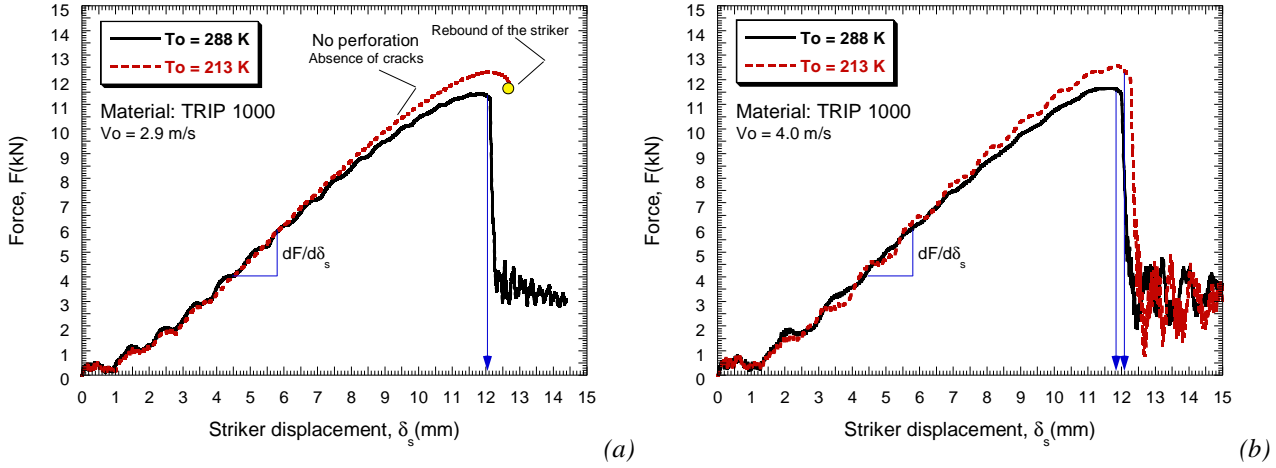 To = 288 K
To = 213 K
No perforation
Absence of cracks
Rebound of the striker
Material: TRIP 1000
Vo = 2.9 m/s
dF/dδs
Force, F(kN)
13
12
11
10
9
8
7
6
5
4
3
2
1
0
0 1 2 3 4 5 6 7 8 9 10 11 12 13 14 15
Striker displacement, δs(mm)
(a)
To = 288 K
To = 213 K
Material: TRIP 1000
Vo = 4.0 m/s
dF/dδs
Force, F(kN)
13
12
11
10
9
8
7
6
5
4
3
2
1
0
0 1 2 3 4 5 6 7 8 9 10 11 12 13 14 15
Striker displacement, δs(mm)
(b)